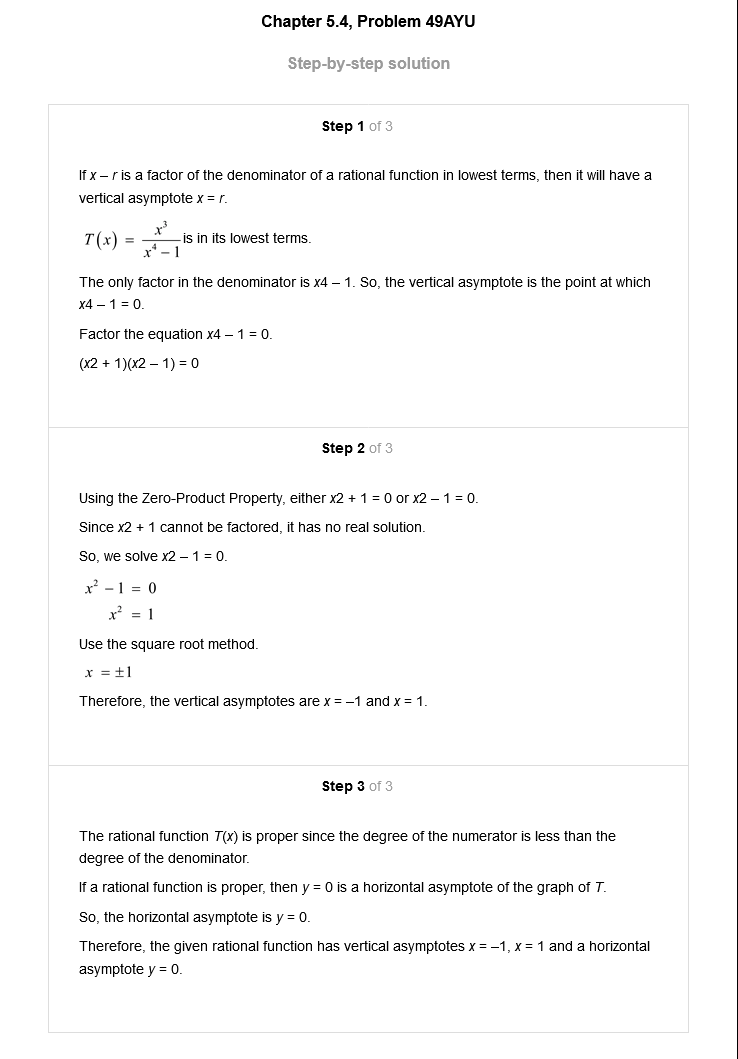 Chapter 5.4, Problem 49AYU
Step-by-step solution
Step 1 of 3
If x – r is a factor of the denominator of a rational function in lowest terms, then it will have a
vertical asymptote x = r.
T(x) = x³/(x⁴ – 1) is in its lowest terms.
The only factor in the denominator is x4 – 1. So, the vertical asymptote is the point at which
x4 – 1 = 0.
Factor the equation x4 – 1 = 0.
(x2 + 1)(x2 – 1) = 0
Step 2 of 3
Using the Zero-Product Property, either x2 + 1 = 0 or x2 – 1 = 0.
Since x2 + 1 cannot be factored, it has no real solution.
So, we solve x2 – 1 = 0.
x² – 1 = 0
x² = 1
Use the square root method.
x = ±1
Therefore, the vertical asymptotes are x = –1 and x = 1.
Step 3 of 3
The rational function T(x) is proper since the degree of the numerator is less than the
degree of the denominator.
If a rational function is proper, then y = 0 is a horizontal asymptote of the graph of T.
So, the horizontal asymptote is y = 0.
Therefore, the given rational function has vertical asymptotes x = –1, x = 1 and a horizontal
asymptote y = 0.